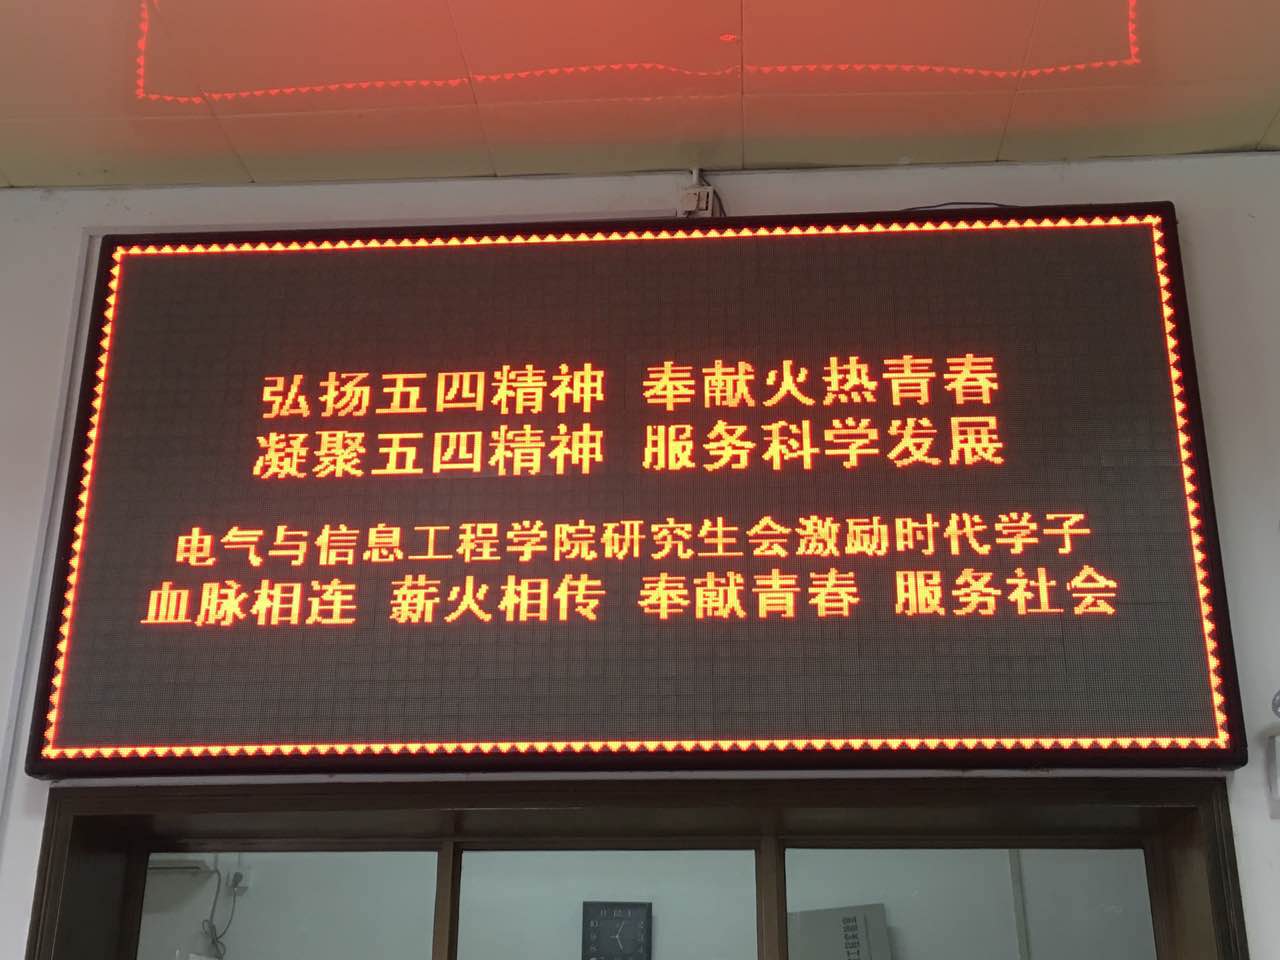 弘扬五四精神 奉献火热青春
凝聚五四精神 服务科学发展
电气与信息工程学院研究生会激励时代学子
血脉相连 薪火相传 奉献青春 服务社会